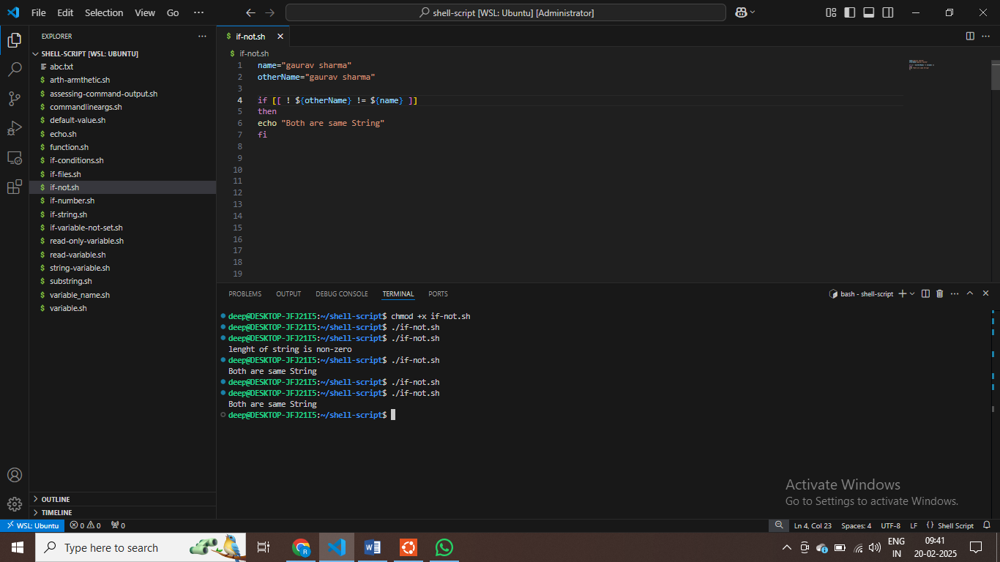 File Edit Selection View Go ··· shell-script [WSL: Ubuntu] [Administrator]
EXPLORER ···
SHELL-SCRIPT [WSL: UBUNTU]
abc.txt
$ arth-armthetic.sh
$ assessing-command-output.sh
$ commandlineargs.sh
$ default-value.sh
$ echo.sh
$ function.sh
$ if-conditions.sh
$ if-files.sh
$ if-not.sh
$ if-number.sh
$ if-string.sh
$ if-variable-not-set.sh
$ read-only-variable.sh
$ read-variable.sh
$ string-variable.sh
$ substring.sh
$ variable_name.sh
$ variable.sh
OUTLINE
TIMELINE
$ if-not.sh
$ if-not.sh
1 name="gaurav sharma"
2 otherName="gaurav sharma"
3
4 if [[ ! ${otherName} != ${name} ]]
5 then
6 echo "Both are same String"
7 fi
8
9
10
11
12
13
14
15
16
17
18
19
PROBLEMS OUTPUT DEBUG CONSOLE TERMINAL PORTS bash - shell-script
deep@DESKTOP-JFJ21I5:~/shell-script$ chmod +x if-not.sh
deep@DESKTOP-JFJ21I5:~/shell-script$ ./if-not.sh
deep@DESKTOP-JFJ21I5:~/shell-script$ ./if-not.sh
lenght of string is non-zero
deep@DESKTOP-JFJ21I5:~/shell-script$ ./if-not.sh
Both are same String
deep@DESKTOP-JFJ21I5:~/shell-script$ ./if-not.sh
deep@DESKTOP-JFJ21I5:~/shell-script$ ./if-not.sh
Both are same String
deep@DESKTOP-JFJ21I5:~/shell-script$
Activate Windows
Go to Settings to activate Windows.
WSL: Ubuntu 0 0 0 Ln 4, Col 23 Spaces: 4 UTF-8 LF Shell Script
Type here to search
R
W
ENG
IN
09:41
20-02-2025